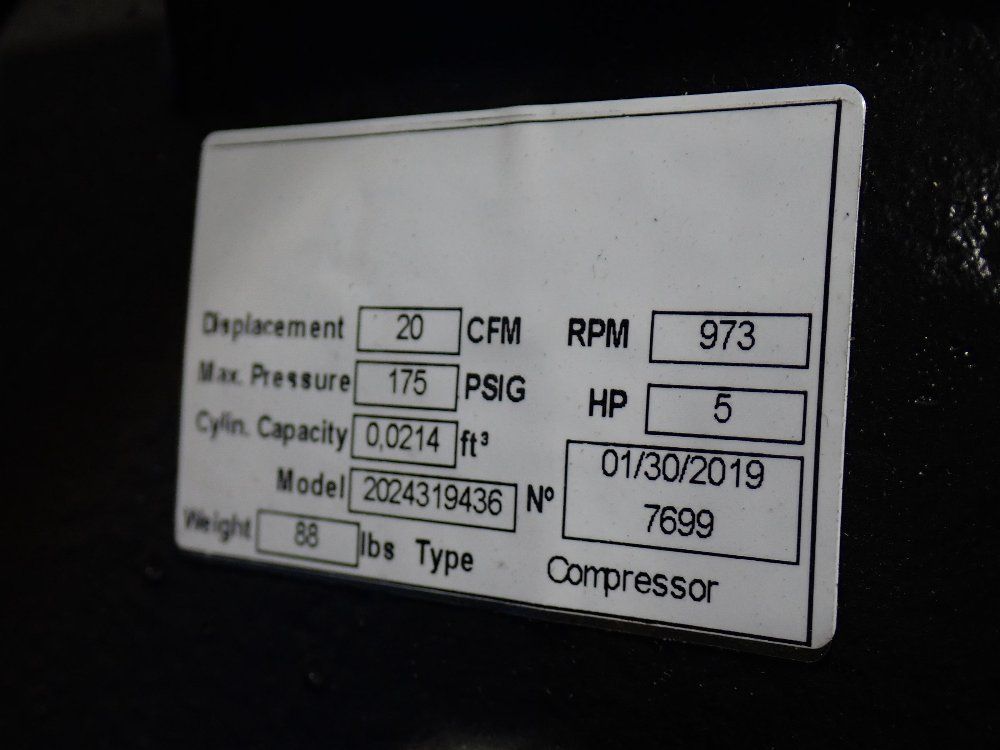 Displacement 20 CFM RPM 973
Max. Pressure 175 PSIG HP 5
Cylin. Capacity 0,0214 ft³ 01/30/2019
Model 2024319436 Nº 7699
Weight 88 lbs Type Compressor